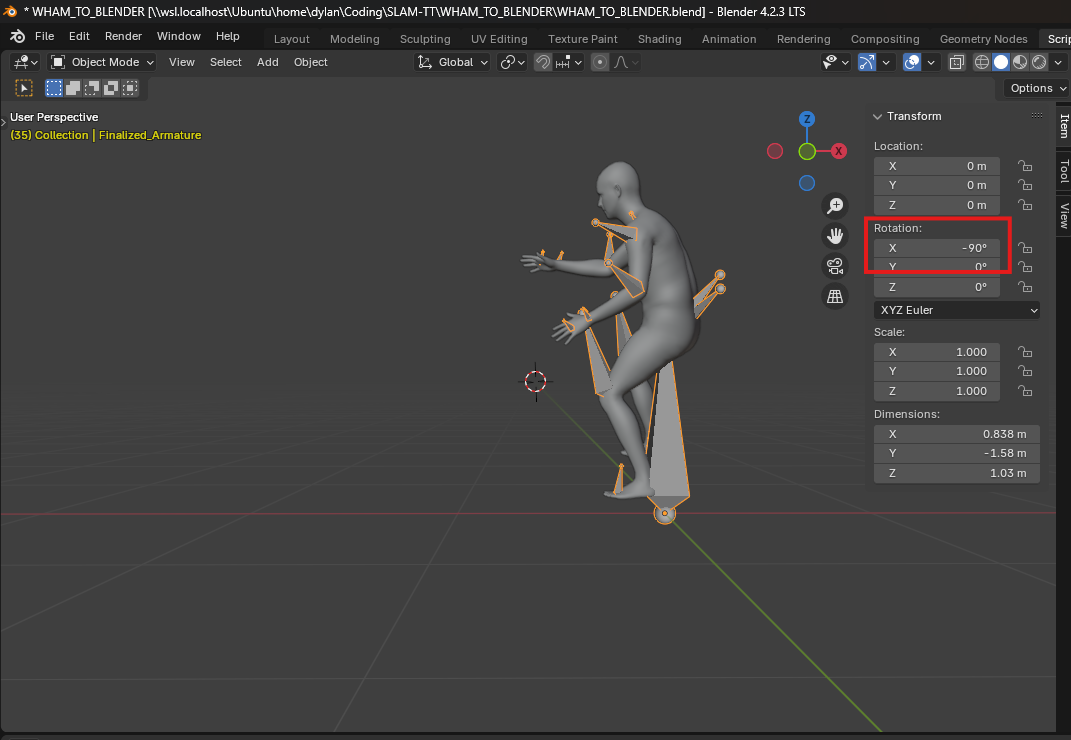 * WHAM_TO_BLENDER [\\wsl.localhost\Ubuntu\home\dylan\Coding\SLAM-TT\WHAM_TO_BLENDER\WHAM_TO_BLENDER.blend] - Blender 4.2.3 LTS
File Edit Render Window Help Layout Modeling Sculpting UV Editing Texture Paint Shading Animation Rendering Compositing Geometry Nodes Scrip
Object Mode View Select Add Object Global
Options
User Perspective
(35) Collection | Finalized_Armature
Z
X
Transform
Location:
X 0 m
Y 0 m
Z 0 m
Rotation:
X -90°
Y 0°
Z 0°
XYZ Euler
Scale:
X 1.000
Y 1.000
Z 1.000
Dimensions:
X 0.838 m
Y -1.58 m
Z 1.03 m
Item
Tool
View